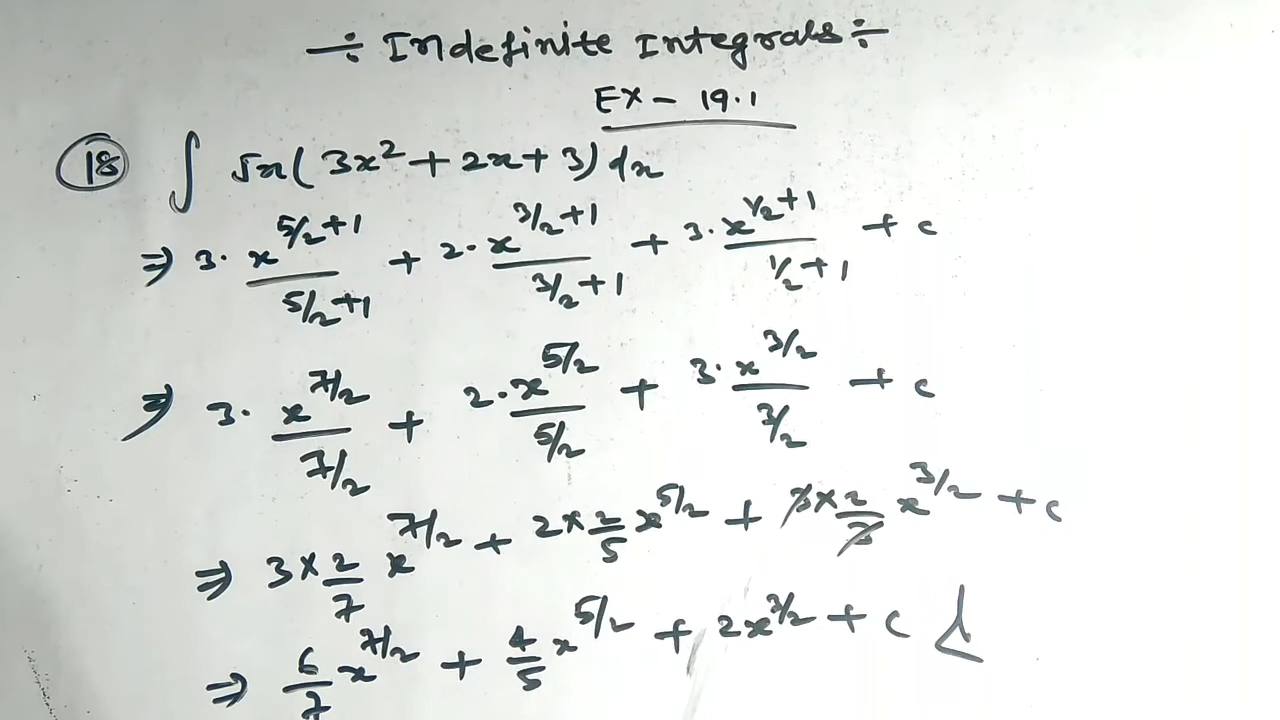 ÷ Indefinite Integrals ÷
EX - 19.1
(18) ∫ √x( 3x² + 2x + 3) dx
⇒ 3. x^(5/2+1) / (5/2+1) + 2. x^(3/2+1) / (3/2+1) + 3. x^(1/2+1) / (1/2+1) + c
⇒ 3. x^(7/2) / (7/2) + 2. x^(5/2) / (5/2) + 3. x^(3/2) / (3/2) + c
⇒ 3 × 2/7 x^(7/2) + 2 × 2/5 x^(5/2) + 3 × 2/3 x^(3/2) + c
⇒ 6/7 x^(7/2) + 4/5 x^(5/2) + 2x^(3/2) + c